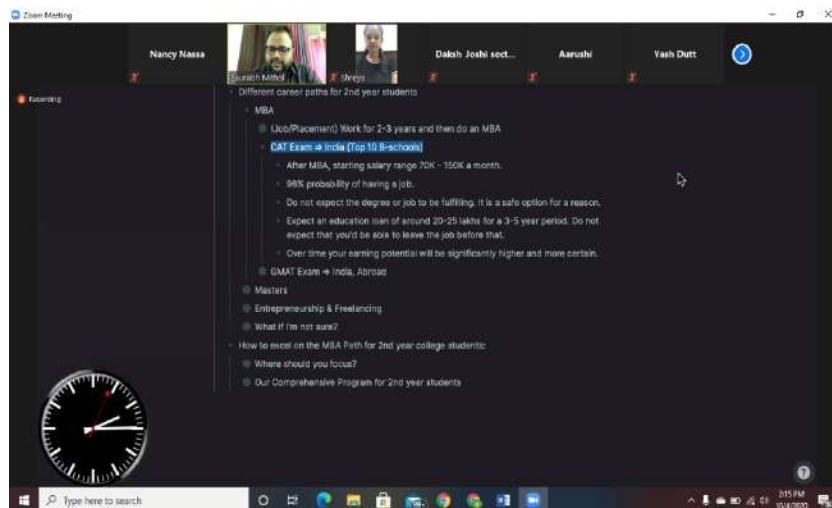 Zoom Meeting
Nancy Nassa
Daksh Joshi sect...
Aarushi
Yash Dutt
Saurabh Mithal
Shreya
Recording
Different career paths for 2nd year students
MBA
(Job/Placement) Work for 2-3 years and then do an MBA
CAT Exam ➔ India (Top 10 B-schools)
After MBA, starting salary range 70K - 150K a month.
98% probability of having a job.
Do not expect the degree or job to be fulfilling. It is a safe option for a reason.
Expect an education loan of around 20-25 lakhs for a 3-5 year period. Do not
expect that you'd be able to leave the job before that.
Over time your earning potential will be significantly higher and more certain.
GMAT Exam ➔ India, Abroad
Masters
Entrepreneurship & Freelancing
What if I'm not sure?
How to excel on the MBA Path for 2nd year college students:
Where should you focus?
Our Comprehensive Program for 2nd year students
Type here to search
2:15 PM
10/4/2020